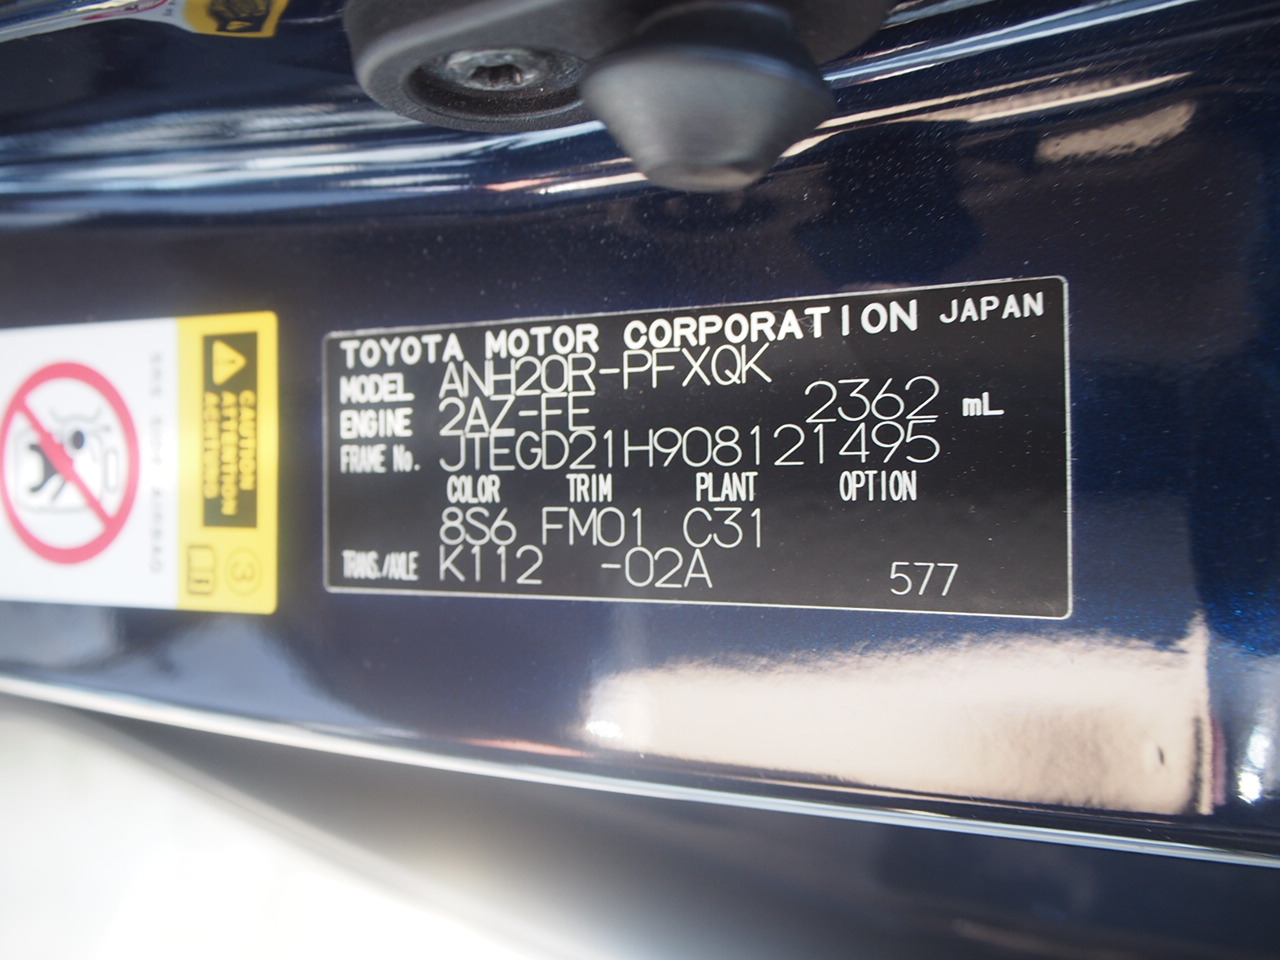 TOYOTA MOTOR CORPORATION JAPAN
MODEL ANH20R-PFXQK
ENGINE 2AZ-FE 2362 mL
FRAME No. JTEGD21H908121495
COLOR TRIM PLANT OPTION
8S6 FM01 C31
TRANS./AXLE K112 -02A 577
CAUTION
ATTENTION
ACHTUNG